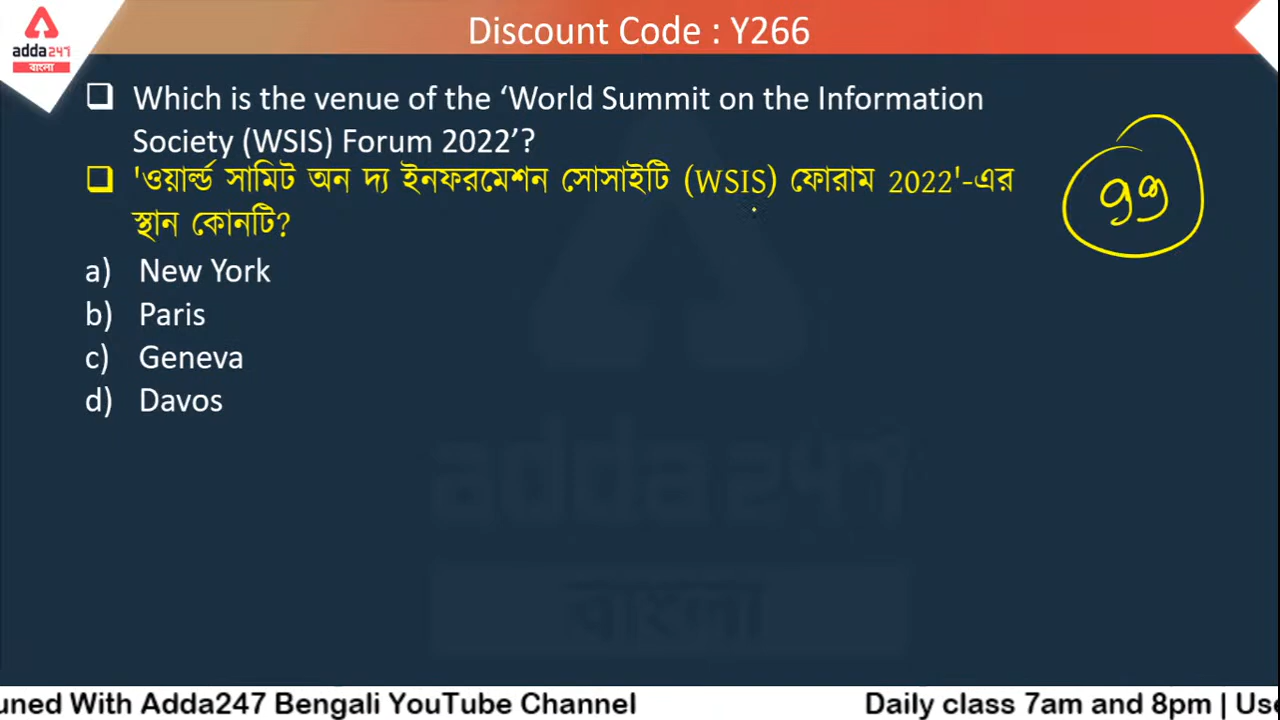 Discount Code : Y266
adda247
বাংলা
Which is the venue of the ‘World Summit on the Information
Society (WSIS) Forum 2022’?
'ওয়ার্ল্ড সামিট অন দ্য ইনফরমেশন সোসাইটি (WSIS) ফোরাম 2022'-এর
স্থান কোনটি?
a) New York
b) Paris
c) Geneva
d) Davos
adda247
বাংলা
uned With Adda247 Bengali YouTube Channel
Daily class 7am and 8pm | Use